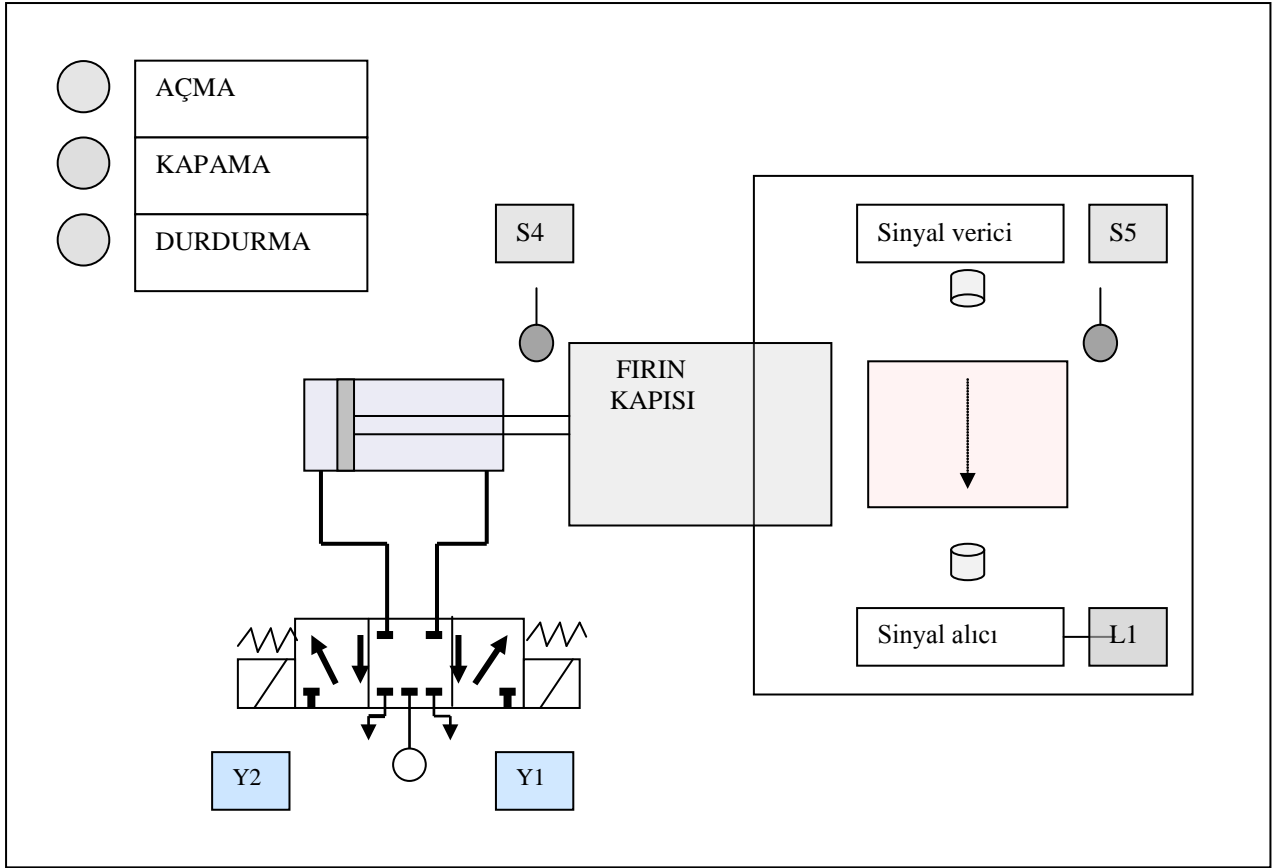 AÇMA
KAPAMA
DURDURMA
S4
Sinyal verici
S5
FIRIN
KAPISI
Sinyal alıcı
L1
Y2
Y1